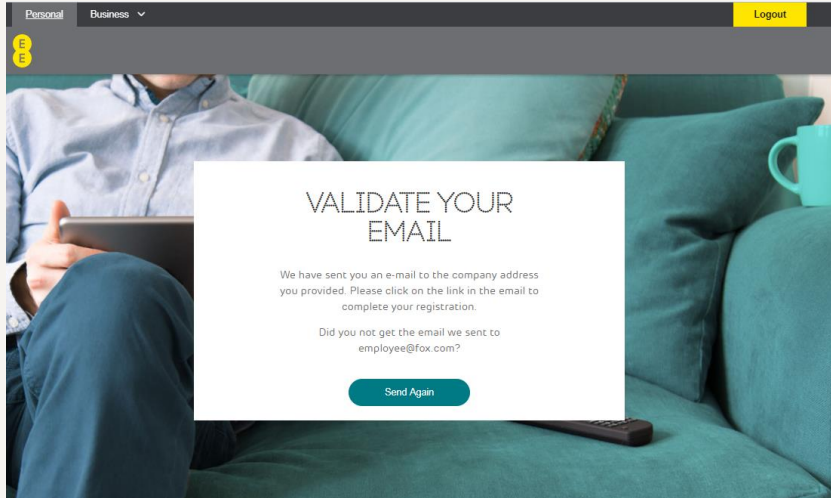 Personal
Business
Logout
E
E
VALIDATE YOUR
EMAIL
We have sent you an e-mail to the company address
you provided. Please click on the link in the email to
complete your registration.
Did you not get the email we sent to
employee@fox.com?
Send Again